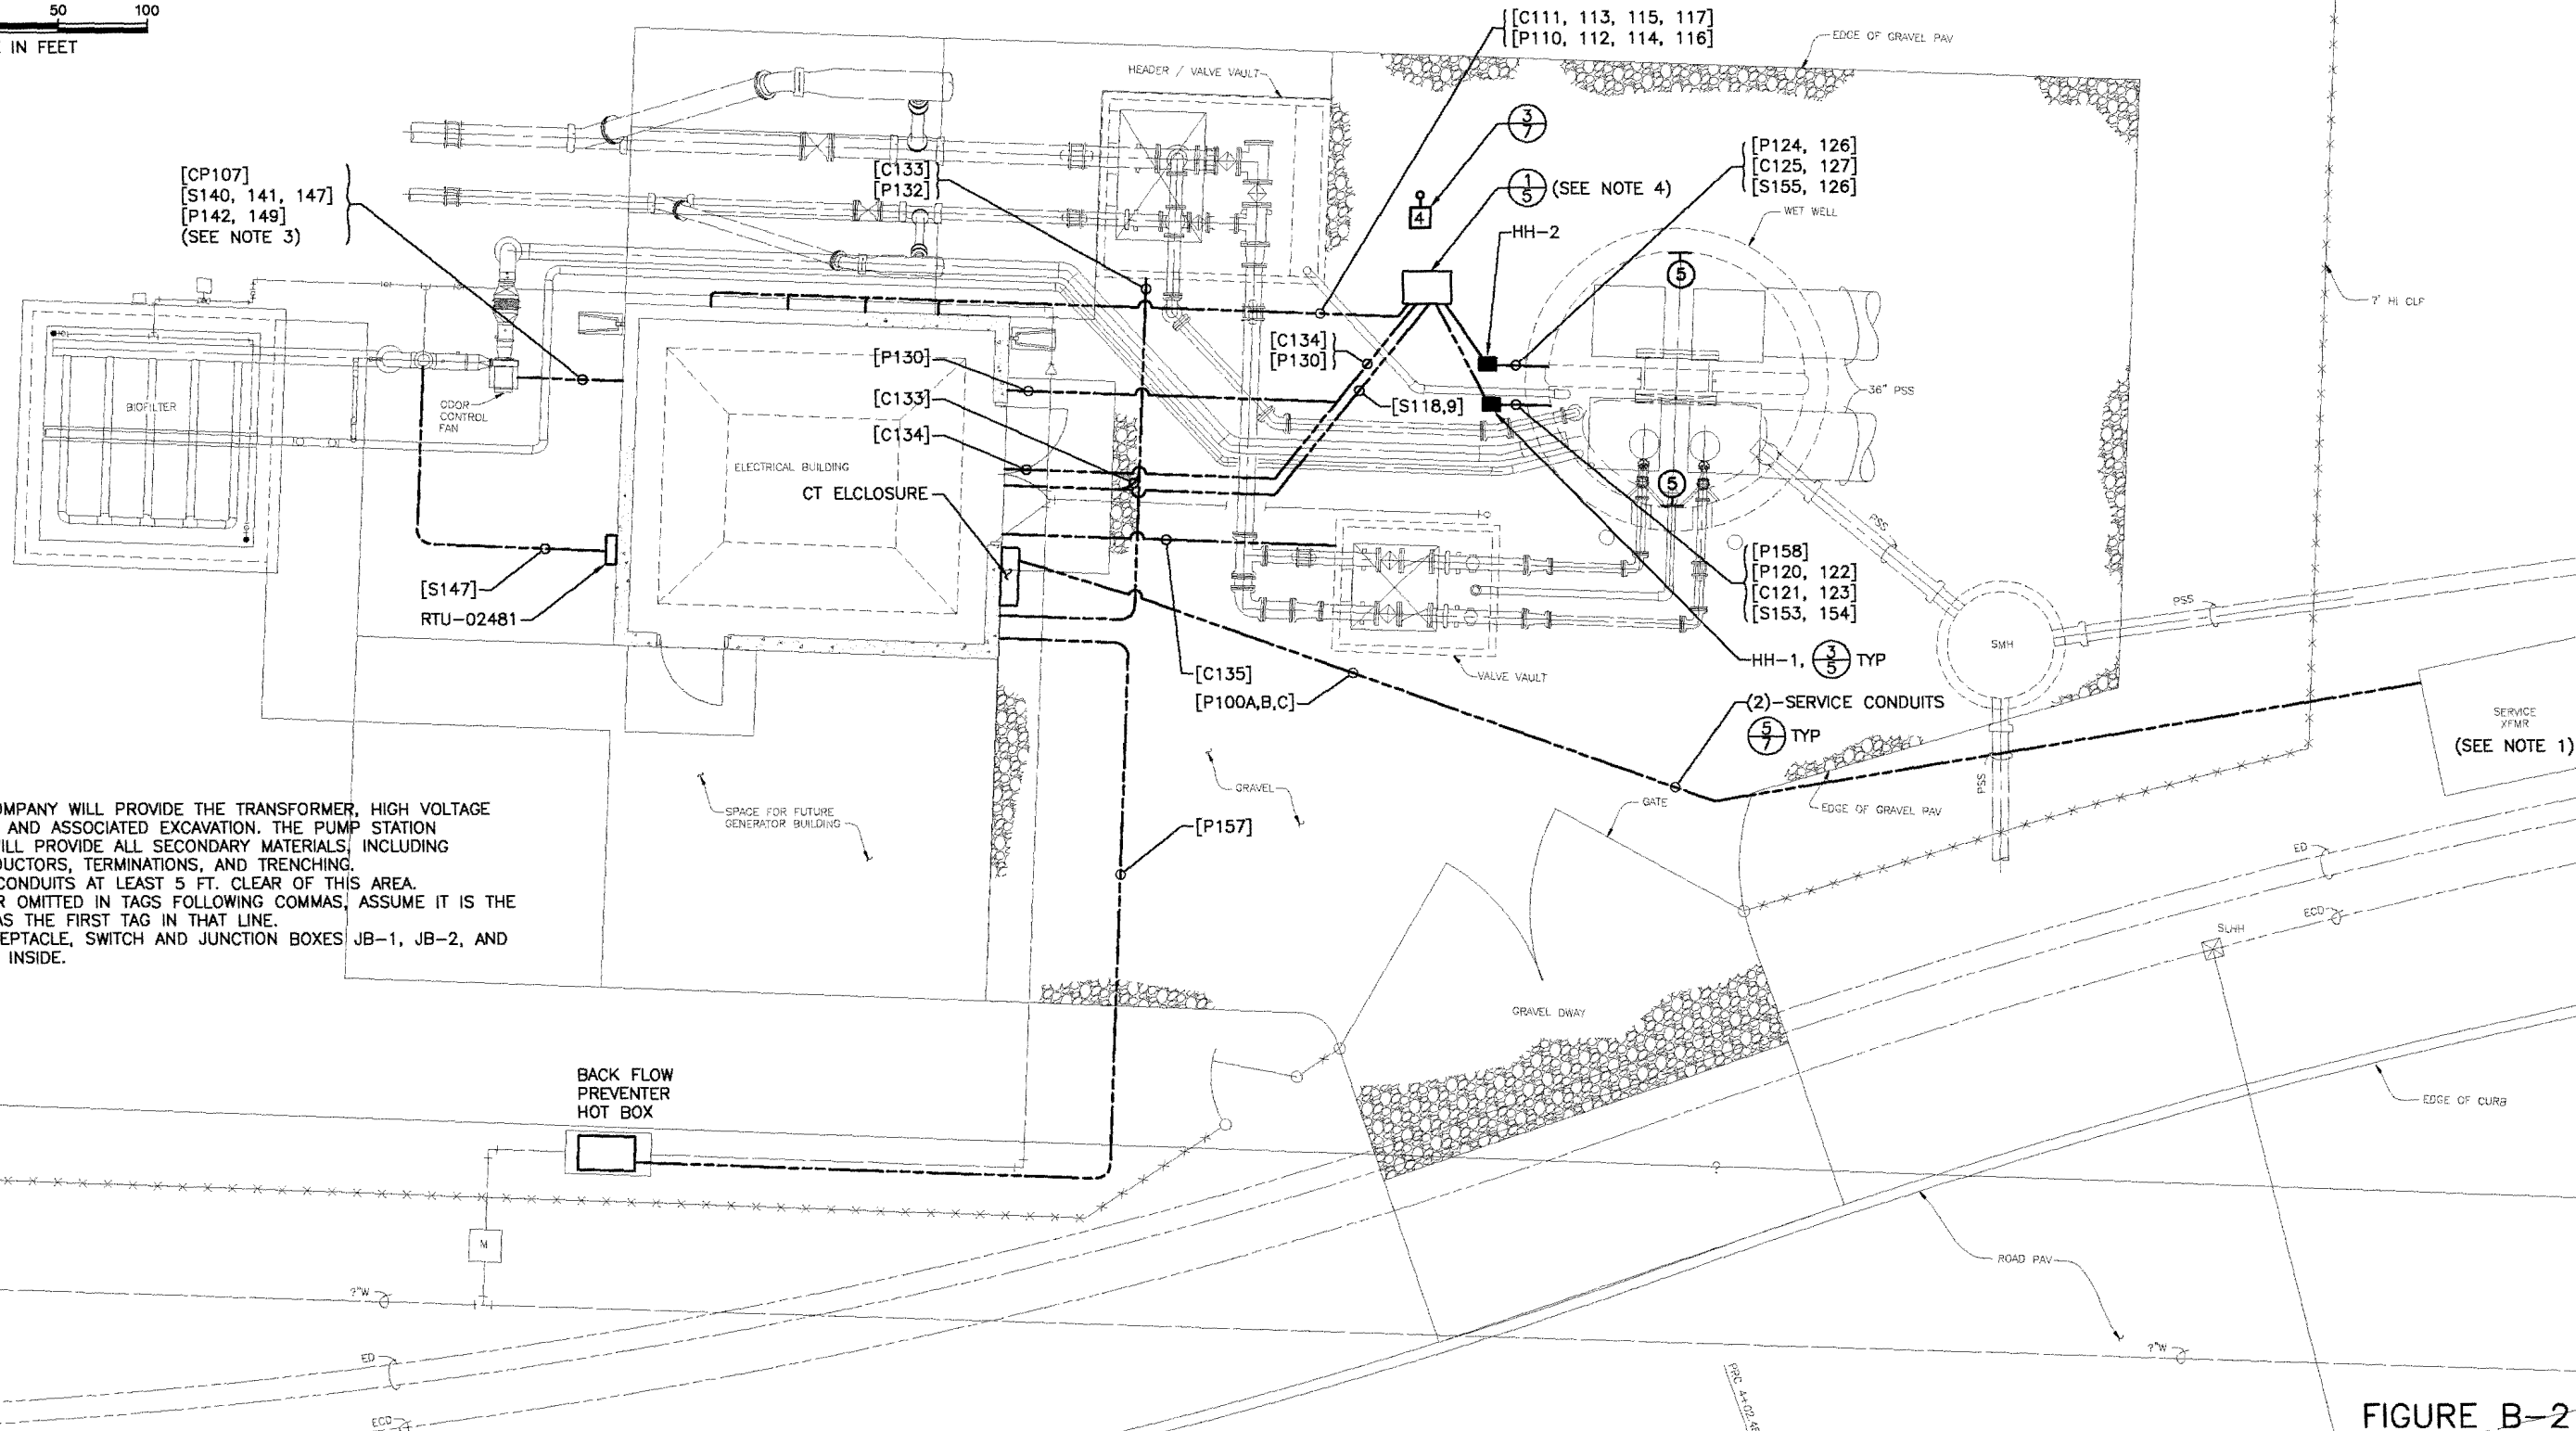 50 100
IN FEET
[C111, 113, 115, 117]
[P110, 112, 114, 116]
EDGE OF GRAVEL PAV
HEADER / VALVE VAULT
3
7
[CP107]
[S140, 141, 147]
[P142, 149]
(SEE NOTE 3)
[C133]
[P132]
[P124, 126]
[C125, 127]
[S155, 126]
1
5
(SEE NOTE 4)
4
WET WELL
HH-2
5
7' HI CLF
[P130]
[C134]
[P130]
[C133]
[S118,9]
36" PSS
BIOFILTER
ODOR
CONTROL
FAN
[C134]
ELECTRICAL BUILDING
CT ELCLOSURE
5
PSS
[S147]
RTU-02481
[P158]
[P120, 122]
[C121, 123]
[S153, 154]
PSS
SMH
HH-1, 3
5
TYP
VALVE VAULT
[C135]
[P100A,B,C]
(2)-SERVICE CONDUITS
5
7
TYP
SERVICE
XFMR
(SEE NOTE 1)
PSS
OMPANY WILL PROVIDE THE TRANSFORMER, HIGH VOLTAGE
AND ASSOCIATED EXCAVATION. THE PUMP STATION
ILL PROVIDE ALL SECONDARY MATERIALS, INCLUDING
DUCTORS, TERMINATIONS, AND TRENCHING.
CONDUITS AT LEAST 5 FT. CLEAR OF THIS AREA.
R OMITTED IN TAGS FOLLOWING COMMAS, ASSUME IT IS THE
AS THE FIRST TAG IN THAT LINE.
EPTACLE, SWITCH AND JUNCTION BOXES JB-1, JB-2, AND
INSIDE.
SPACE FOR FUTURE
GENERATOR BUILDING
GRAVEL
GATE
EDGE OF GRAVEL PAV
[P157]
ED
ECD
SLHH
GRAVEL DWAY
BACK FLOW
PREVENTER
HOT BOX
EDGE OF CURB
?
M
ROAD PAV
?"W
?"W
ED
ECD
FIGURE B-2